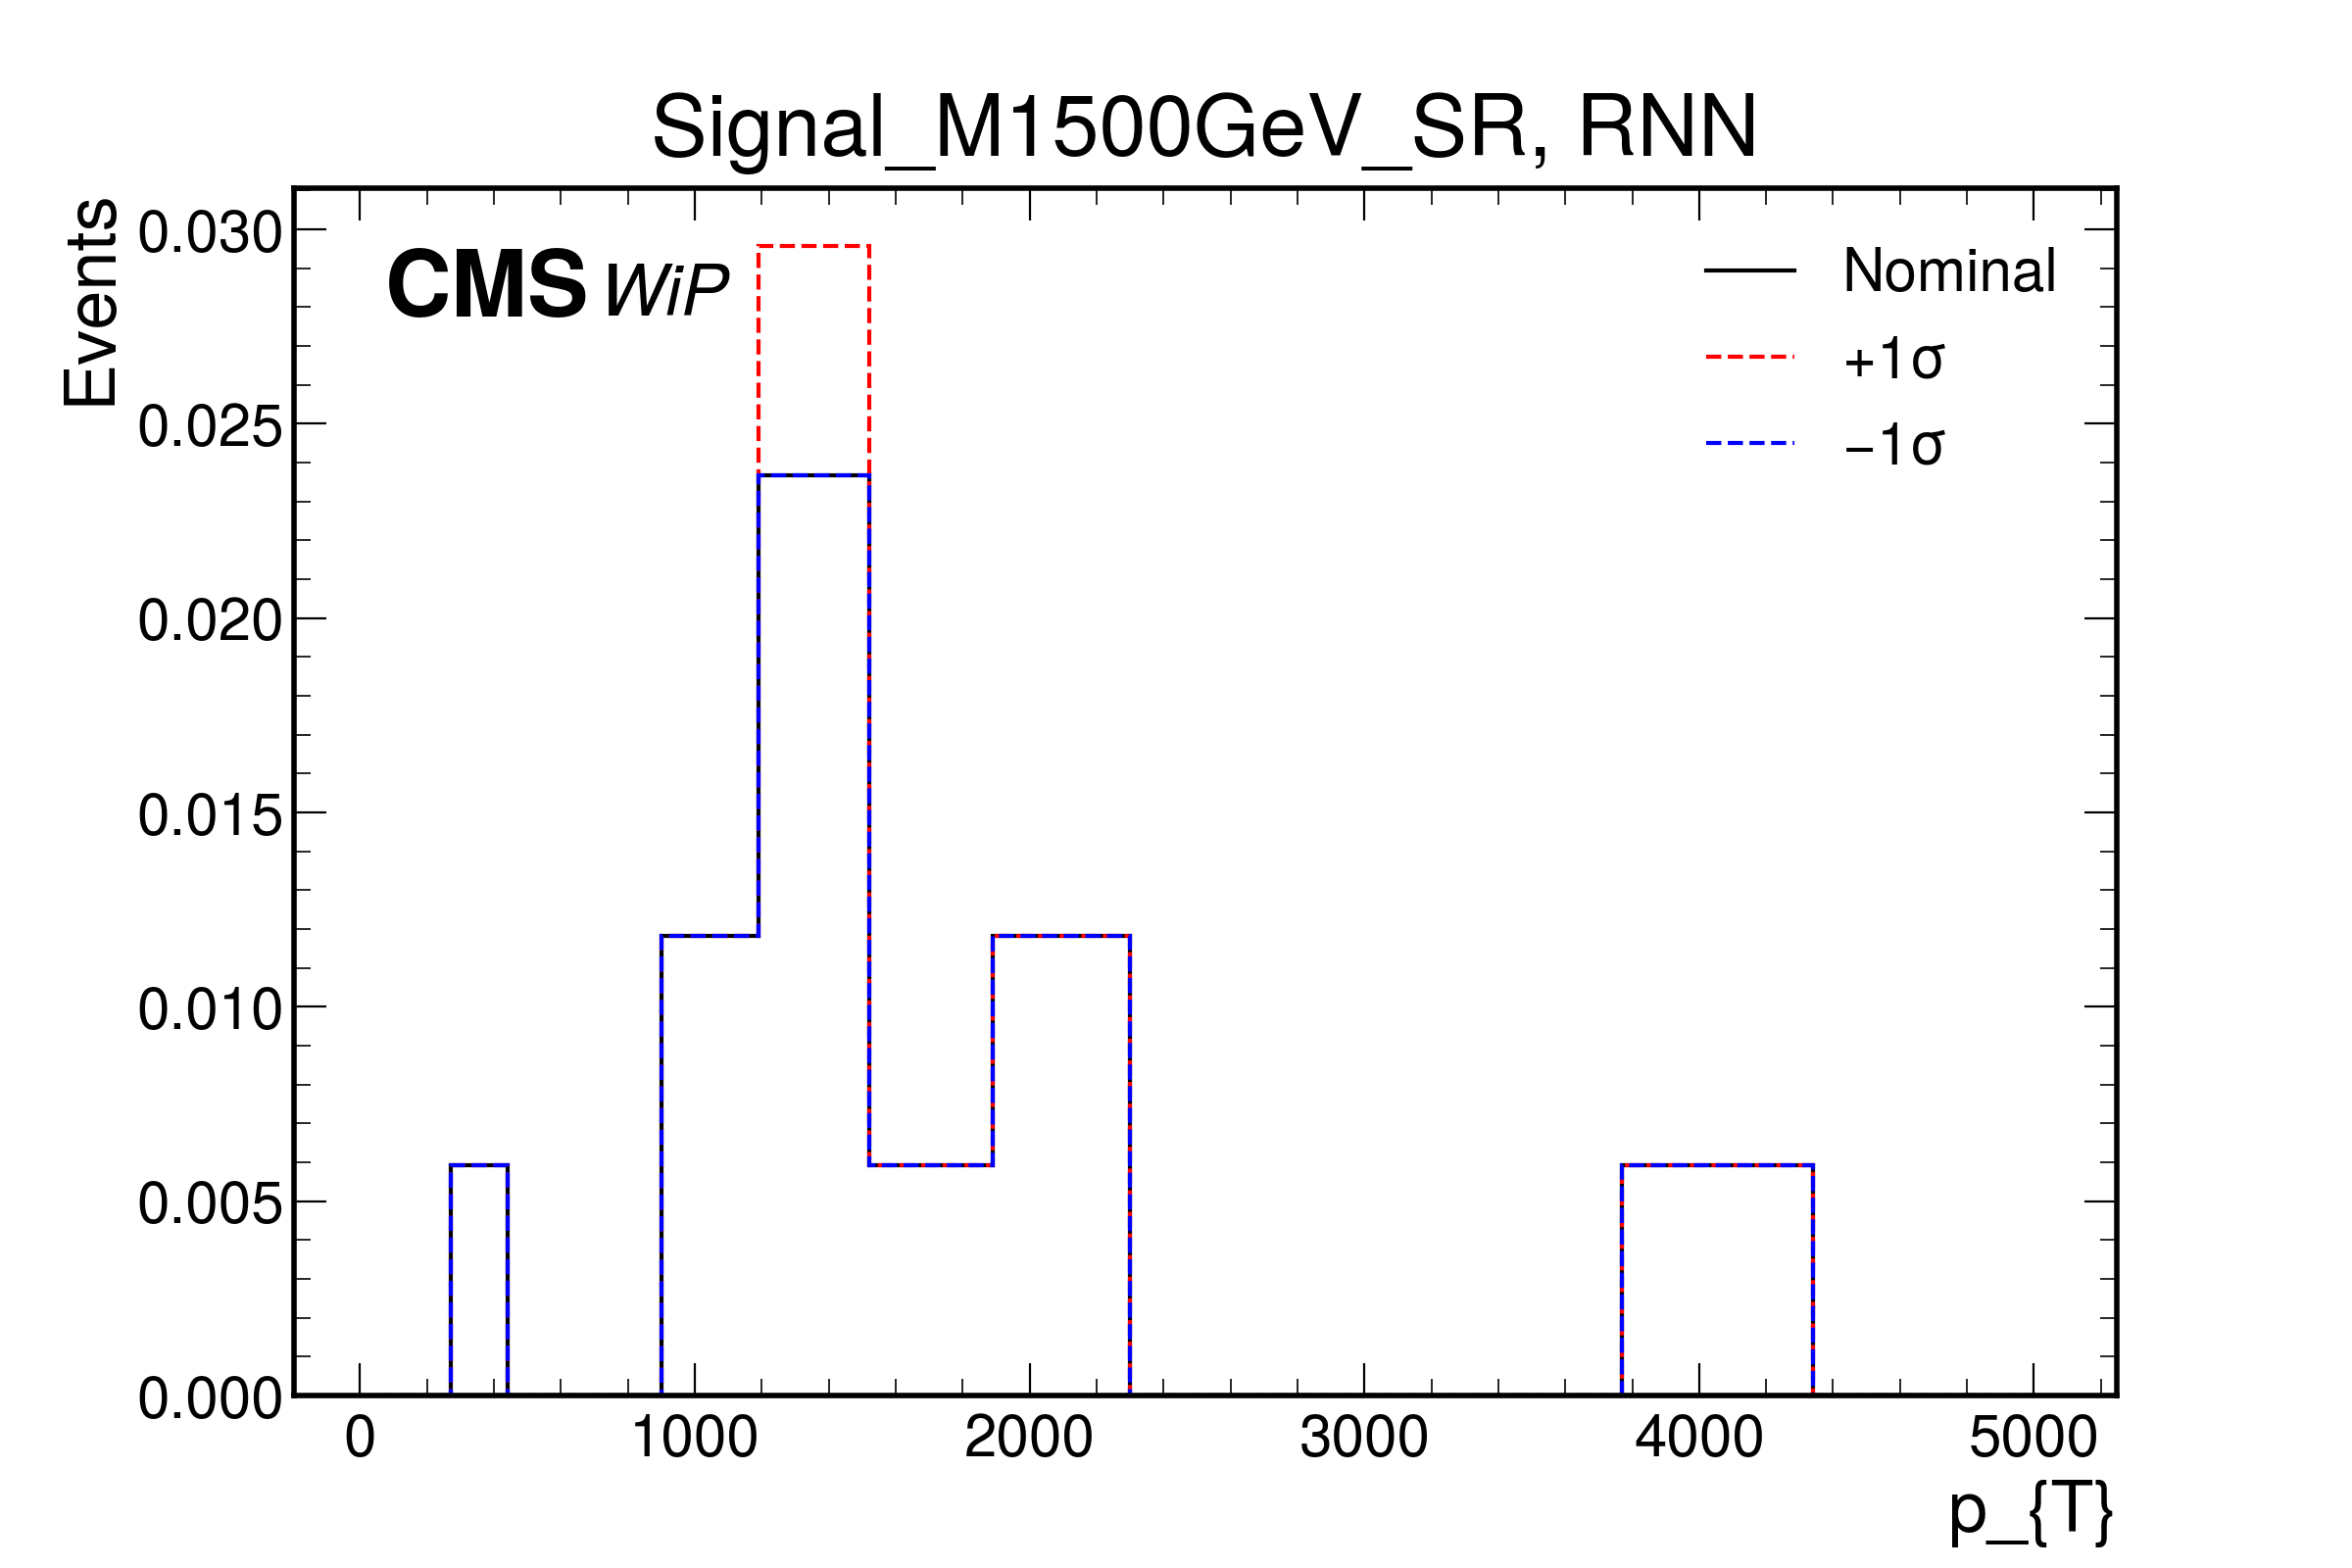 Signal_M1500GeV_SR, RNN
Events
0.030
0.025
0.020
0.015
0.010
0.005
0.000
CMS WiP
Nominal
+1σ
−1σ
0 1000 2000 3000 4000 5000
p_{T}